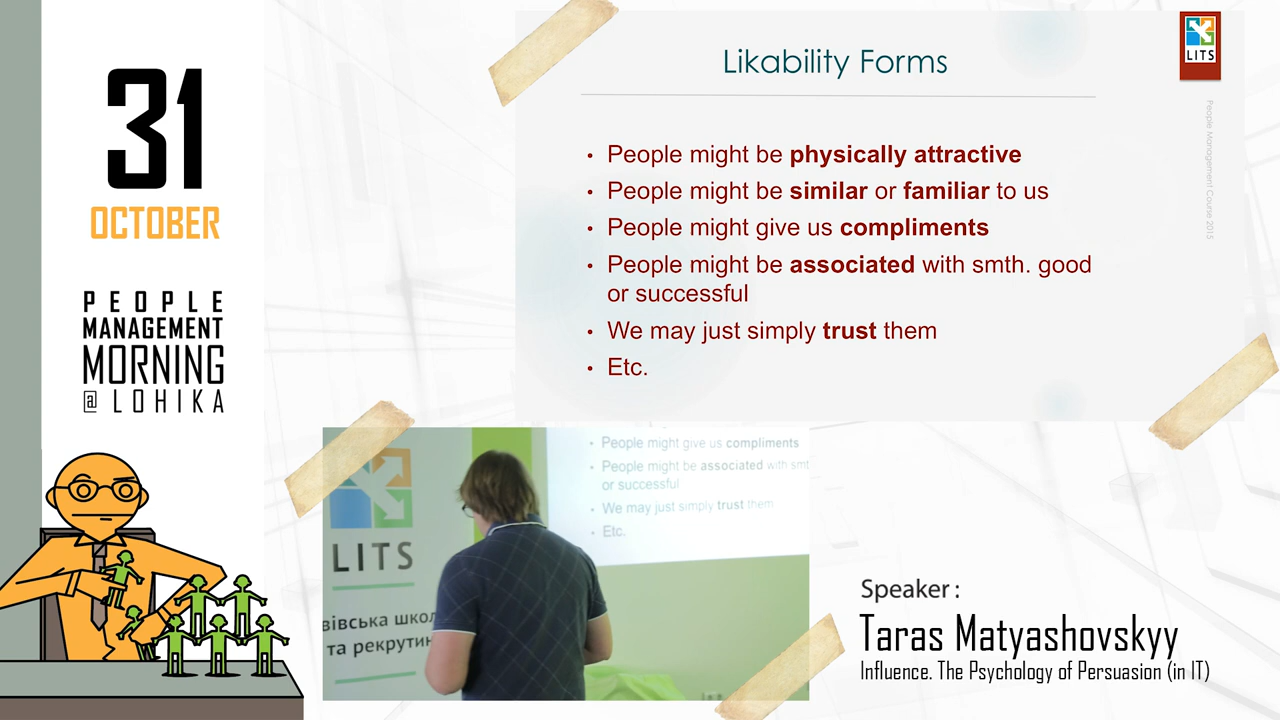 31
OCTOBER
PEOPLE
MANAGEMENT
MORNING
@ LOHIKA
Likability Forms
LITS
People Management Course 2015
• People might be physically attractive
• People might be similar or familiar to us
• People might give us compliments
• People might be associated with smth. good
or successful
• We may just simply trust them
• Etc.
LITS
вівська школ
та рекрутин
• People might give us compliments
• People might be associated with smt
or successful
• We may just simply trust them
• Etc.
Speaker :
Taras Matyashovskyy
Influence. The Psychology of Persuasion (in IT)